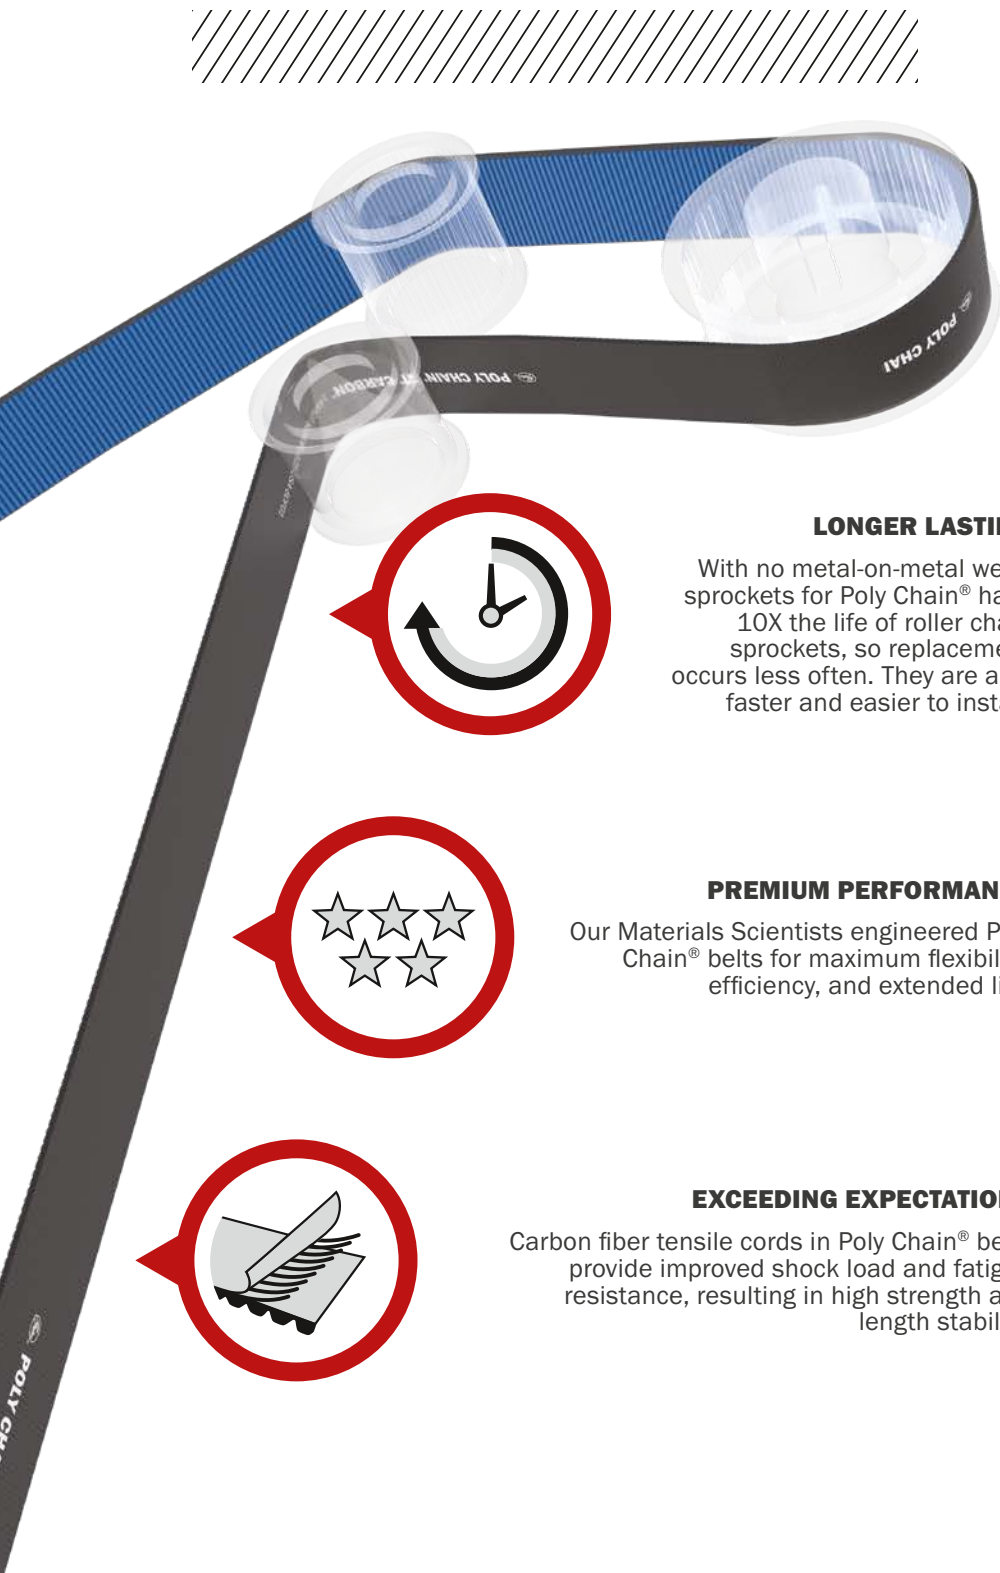 POLY CHAI
POLY CHAIN GT CARBON
LONGER LASTI
With no metal-on-metal we
sprockets for Poly Chain® ha
10X the life of roller cha
sprockets, so replaceme
occurs less often. They are a
faster and easier to insta
PREMIUM PERFORMAN
Our Materials Scientists engineered P
Chain® belts for maximum flexibil
efficiency, and extended li
EXCEEDING EXPECTATIO
Carbon fiber tensile cords in Poly Chain® be
provide improved shock load and fatig
resistance, resulting in high strength a
length stabil
POLY CHA